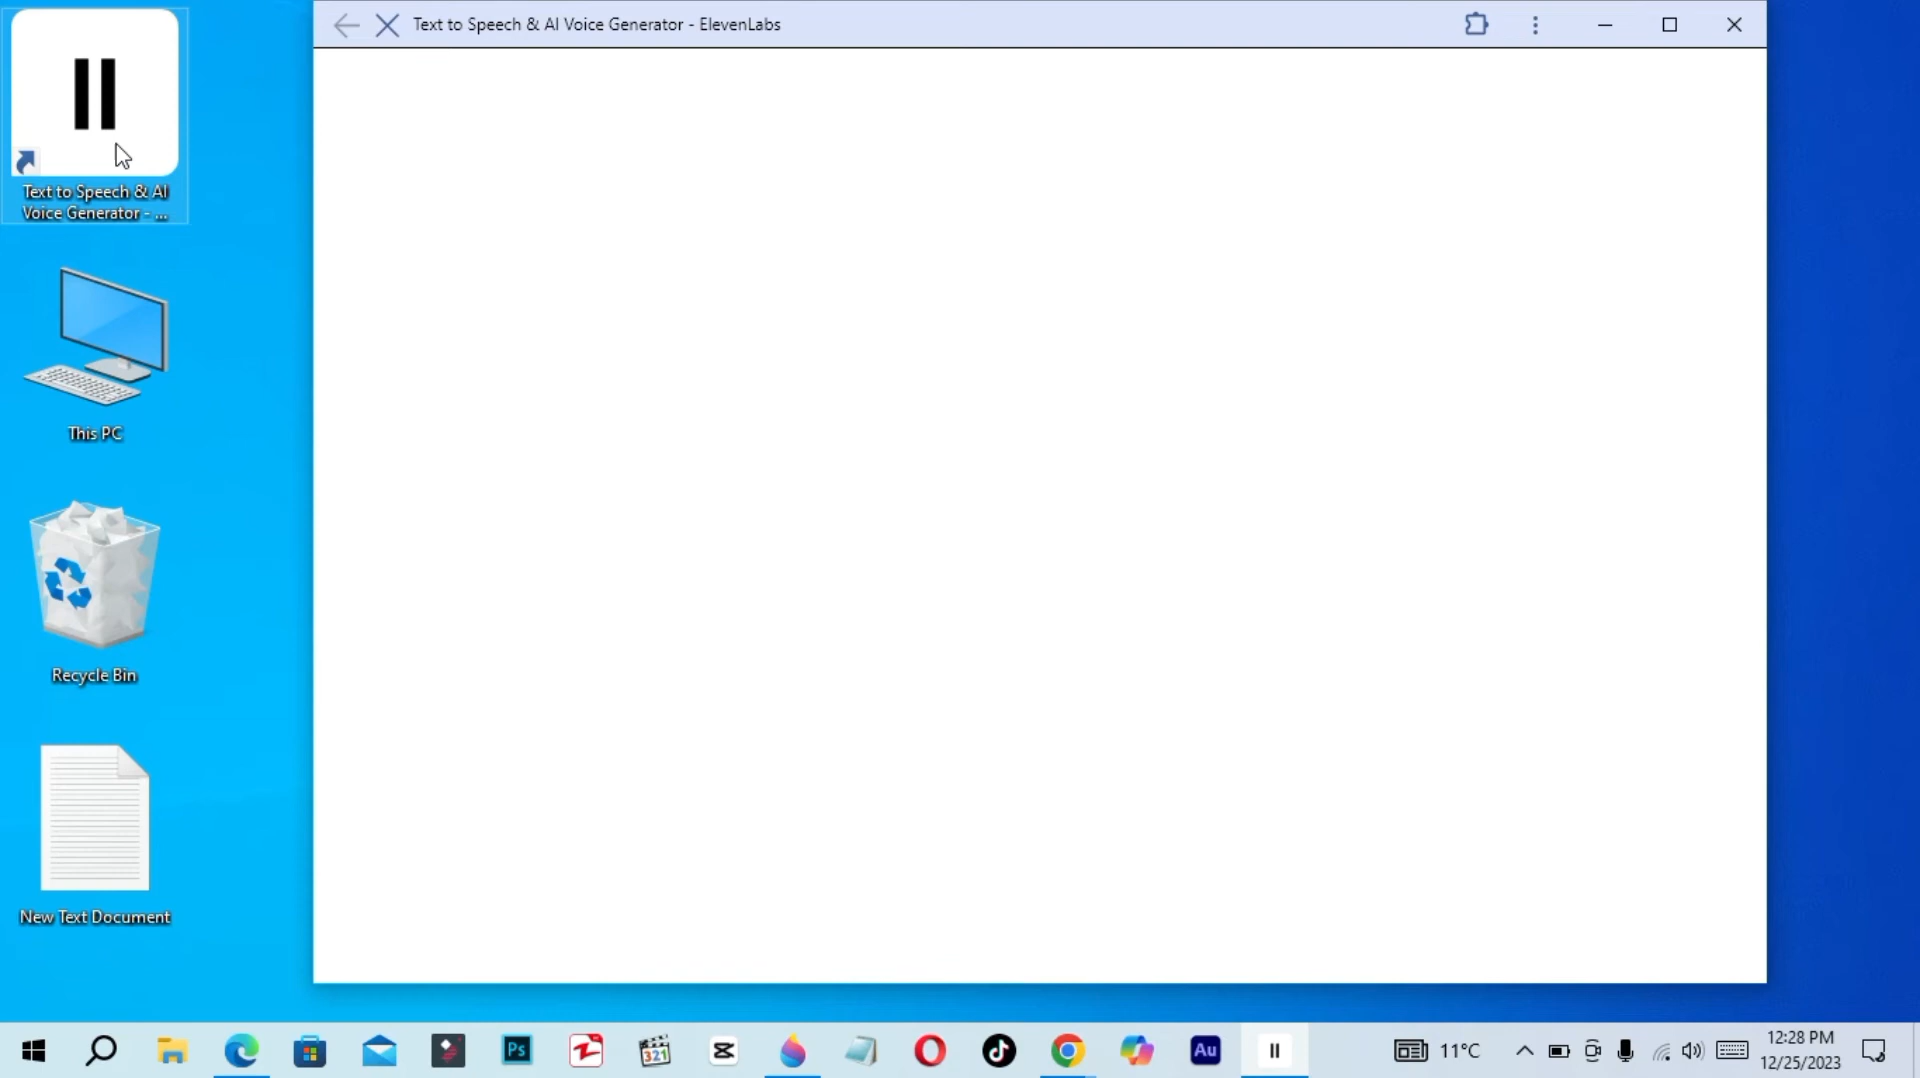 Text to Speech & AI Voice Generator - ElevenLabs
Text to Speech & AI
Voice Generator - ...
This PC
Recycle Bin
New Text Document
Ps
321
Au
11°C
12:28 PM
12/25/2023